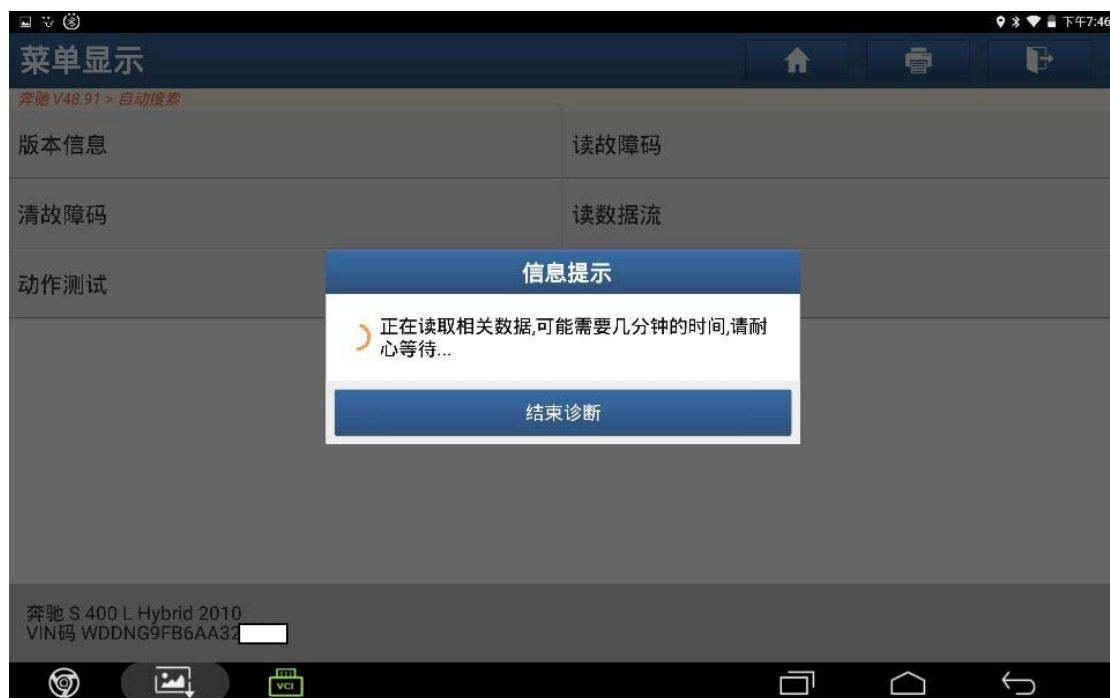 下午7:46
菜单显示
奔驰 V48.91 > 自动搜索
版本信息
读故障码
清故障码
读数据流
动作测试
信息提示
正在读取相关数据,可能需要几分钟的时间,请耐
心等待...
结束诊断
奔驰 S 400 L Hybrid 2010
VIN码 WDDNG9FB6AA32
VCI